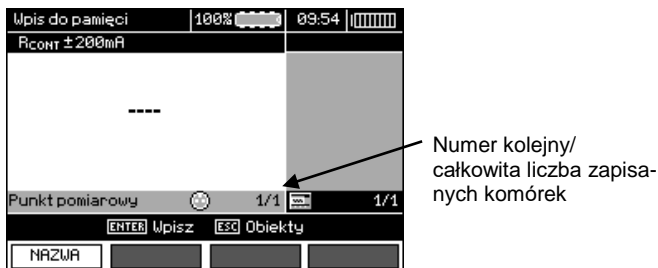 Wpis do pamięci 100% 09:54
RCONT ±200mA
----
Punkt pomiarowy 1/1 1/1
ENTER Wpisz ESC Obiekty
NAZWA
Numer kolejny/
całkowita liczba zapisa-
nych komórek